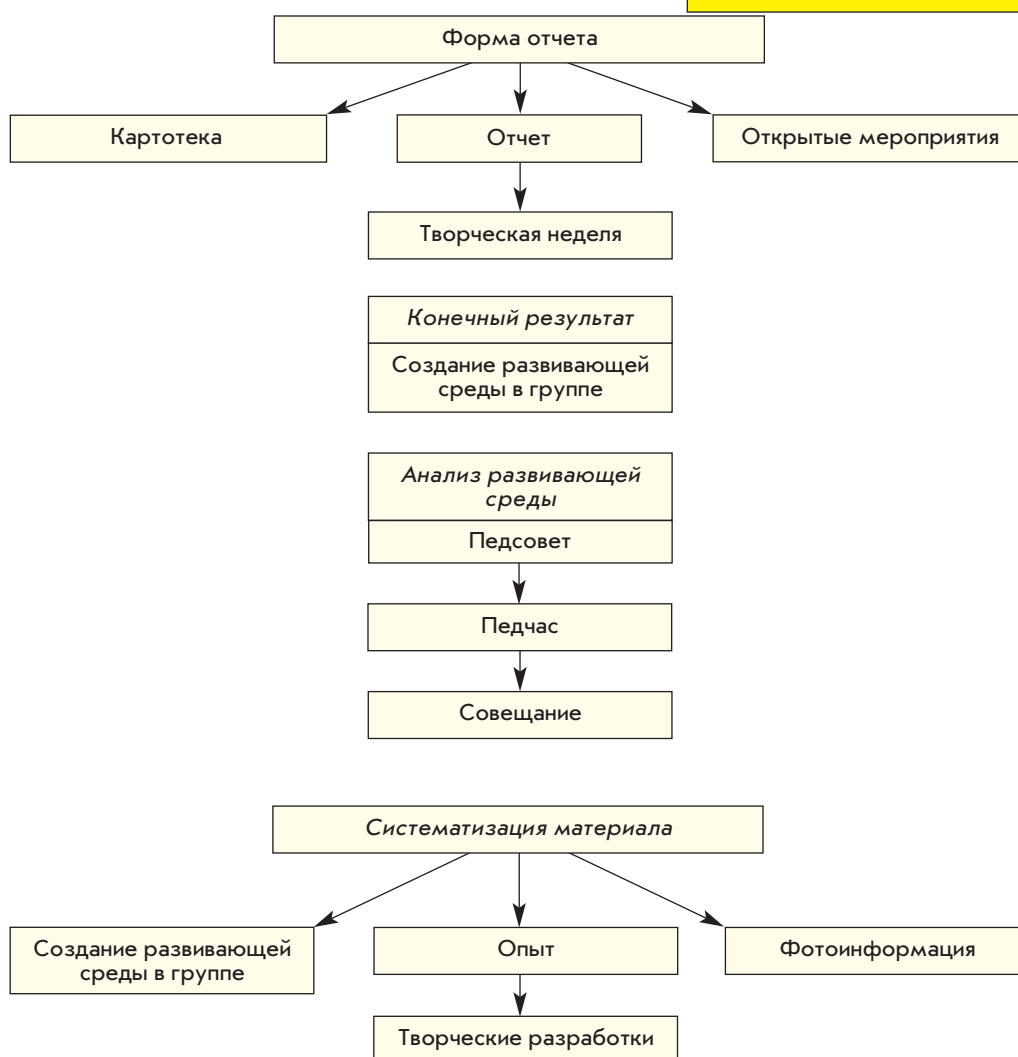 Форма отчета
Картотека
Отчет
Открытые мероприятия
Творческая неделя
Конечный результат
Создание развивающей
среды в группе
Анализ развивающей
среды
Педсовет
Педчас
Совещание
Систематизация материала
Создание развивающей
среды в группе
Опыт
Фотоинформация
Творческие разработки